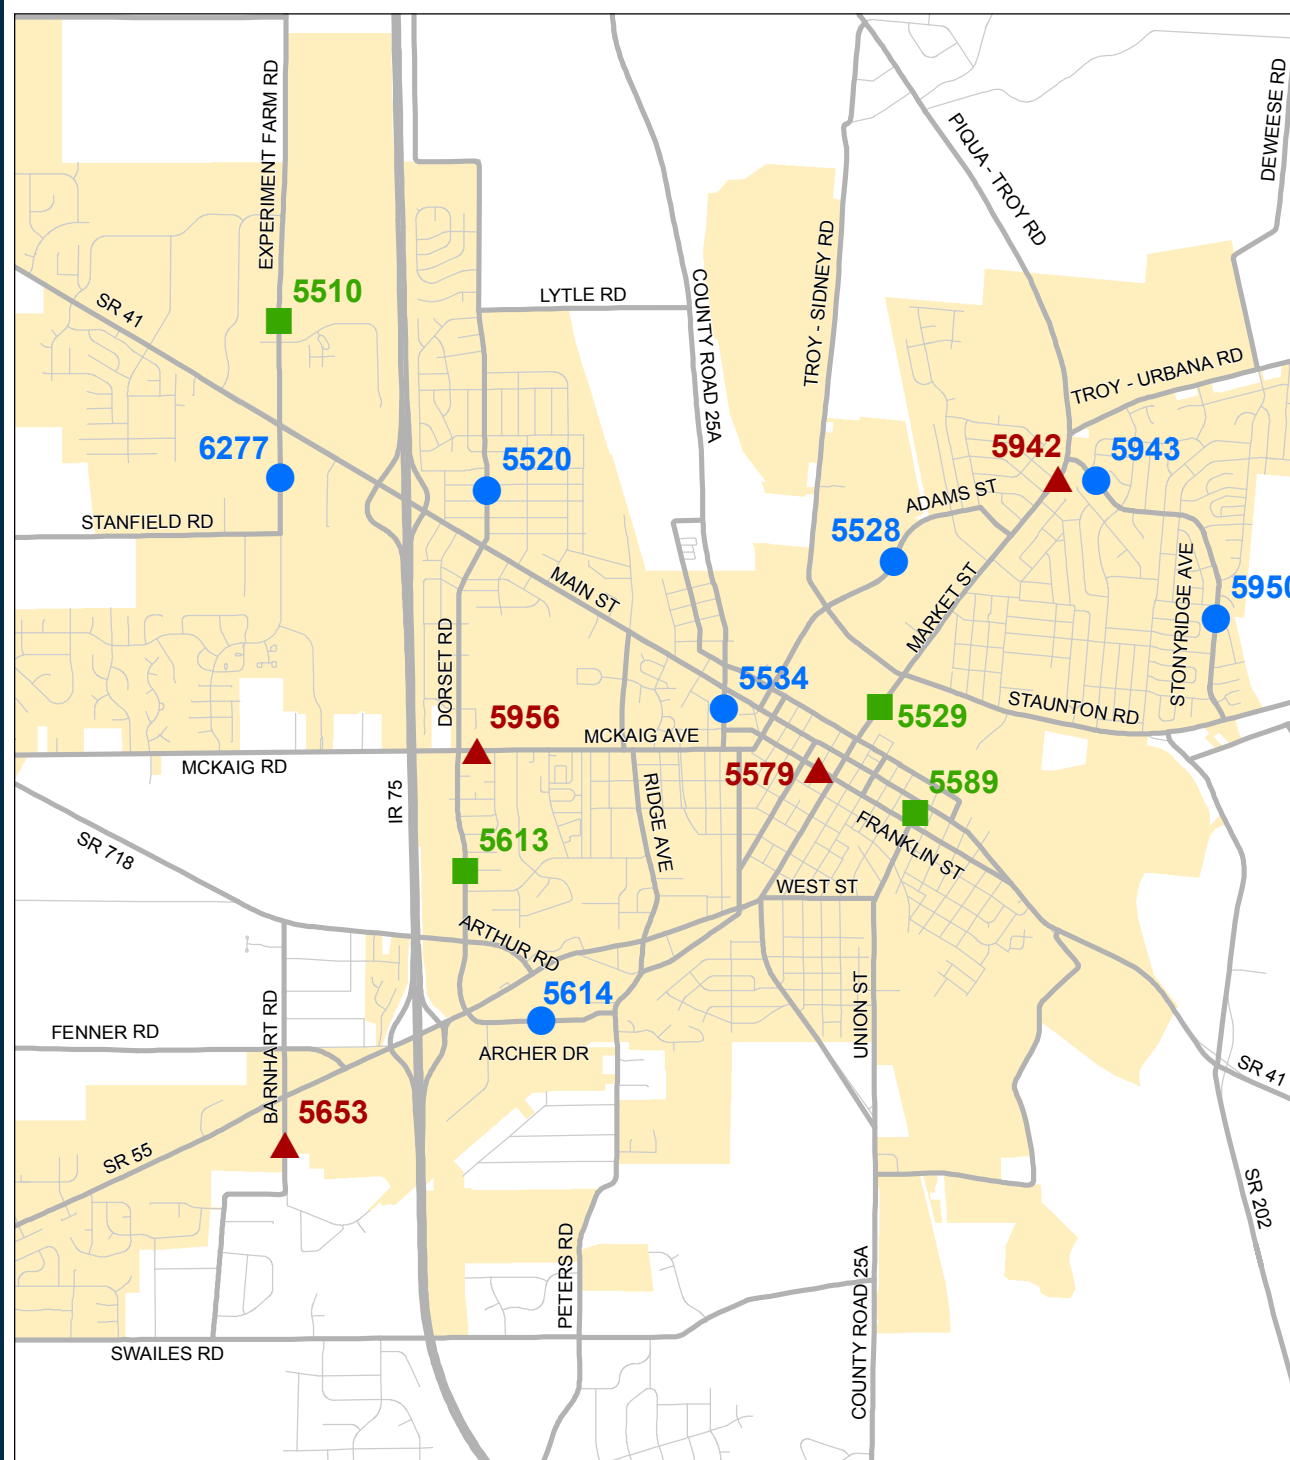 EXPERIMENT FARM RD
DEWEESE RD
PIQUA - TROY RD
TROY - SIDNEY RD
5510
LYTLE RD
COUNTY ROAD 25A
SR 41
TROY - URBANA RD
6277
5520
5942
5943
ADAMS ST
STANFIELD RD
5528
MAIN ST
MARKET ST
STONYRIDGE AVE
5950
DORSET RD
5534
5956
5529
STAUNTON RD
MCKAIG AVE
MCKAIG RD
5579
5589
IR 75
RIDGE AVE
SR 718
5613
FRANKLIN ST
WEST ST
ARTHUR RD
5614
UNION ST
FENNER RD
BARNHART RD
ARCHER DR
SR 41
5653
SR 55
SR 202
PETERS RD
COUNTY ROAD 25A
SWAILES RD